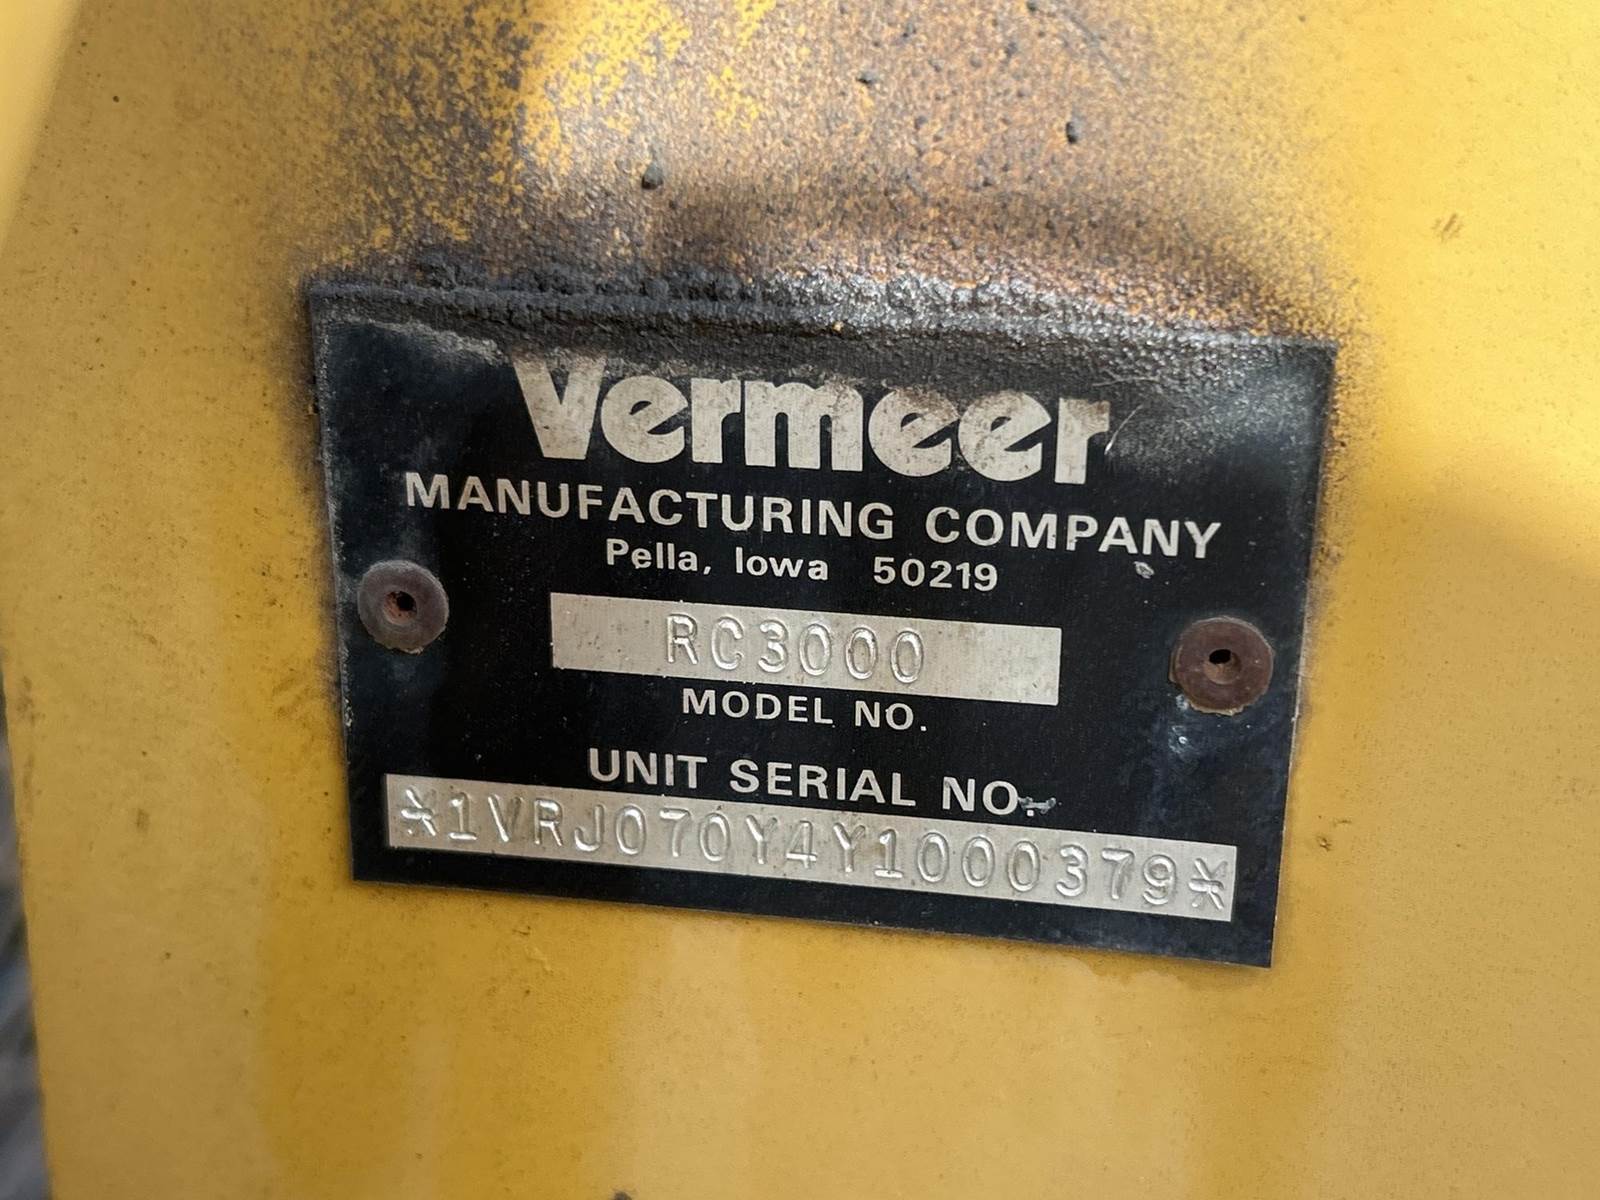 Vermeer
MANUFACTURING COMPANY
Pella, Iowa 50219
RC3000
MODEL NO.
UNIT SERIAL NO.
*1VRJ070Y4Y1000379*